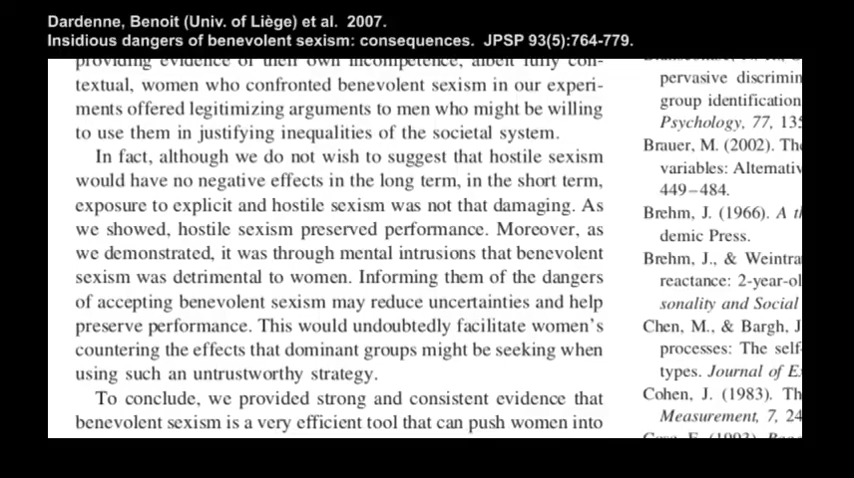 Dardenne, Benoit (Univ. of Liège) et al. 2007.
Insidious dangers of benevolent sexism: consequences. JPSP 93(5):764-779.
providing evidence of their own incompetence, albeit fully con-
textual, women who confronted benevolent sexism in our experi-
ments offered legitimizing arguments to men who might be willing
to use them in justifying inequalities of the societal system.
In fact, although we do not wish to suggest that hostile sexism
would have no negative effects in the long term, in the short term,
exposure to explicit and hostile sexism was not that damaging. As
we showed, hostile sexism preserved performance. Moreover, as
we demonstrated, it was through mental intrusions that benevolent
sexism was detrimental to women. Informing them of the dangers
of accepting benevolent sexism may reduce uncertainties and help
preserve performance. This would undoubtedly facilitate women's
countering the effects that dominant groups might be seeking when
using such an untrustworthy strategy.
To conclude, we provided strong and consistent evidence that
benevolent sexism is a very efficient tool that can push women into
pervasive discrimin
group identification
Psychology, 77, 135
Brauer, M. (2002). The
variables: Alternativ
449–484.
Brehm, J. (1966). A th
demic Press.
Brehm, J., & Weintra
reactance: 2-year-ol
sonality and Social
Chen, M., & Bargh, J
processes: The self-
types. Journal of E
Cohen, J. (1983). Th
Measurement, 7, 24